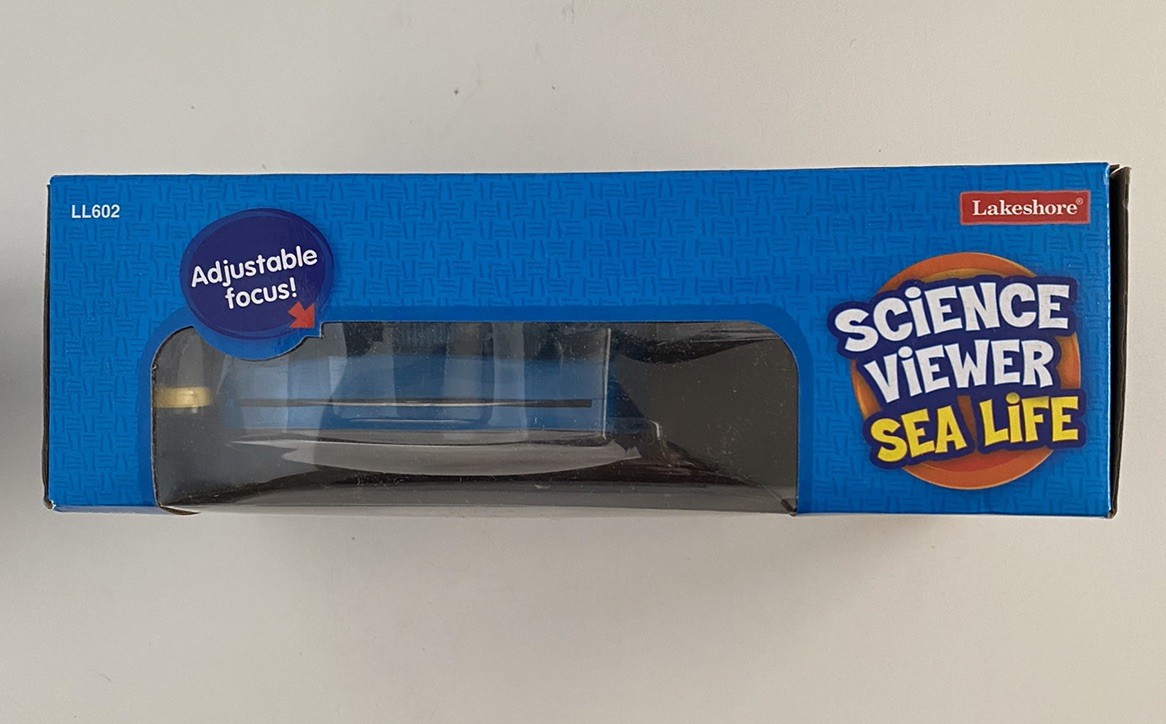 LL602
Lakeshore®
Adjustable
focus!
SCiENCE
ViEWER
SEA LiFE